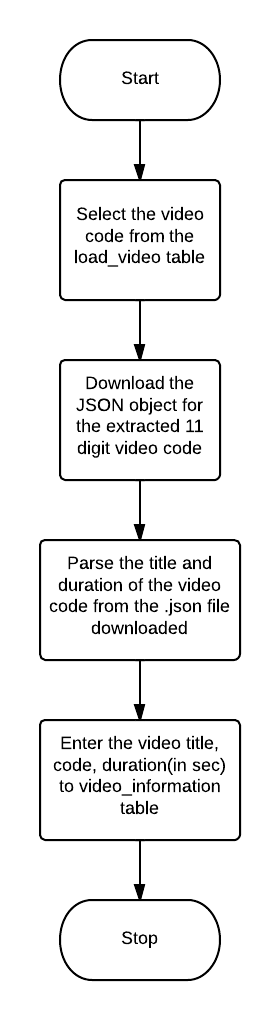 Start
Select the video
code from the
load_video table
Download the
JSON object for
the extracted 11
digit video code
Parse the title and
duration of the video
code from the .json file
downloaded
Enter the video title,
code, duration(in sec)
to video_information
table
Stop